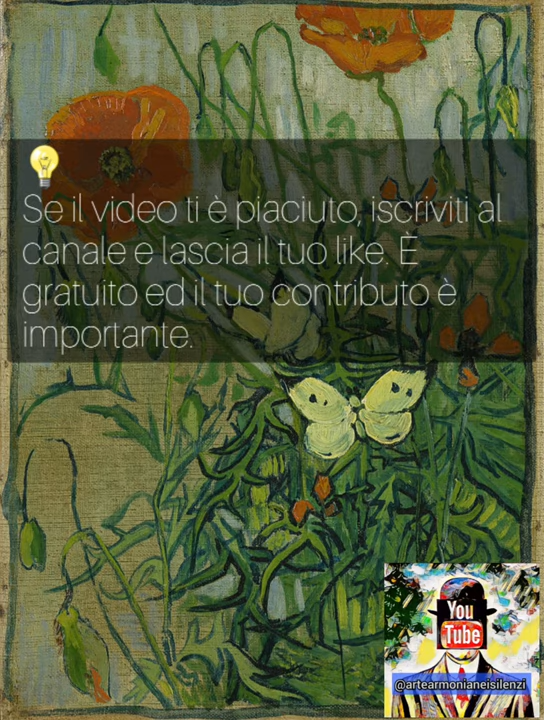 Se il video ti è piaciuto, iscriviti al
canale e lascia il tuo like. È
gratuito ed il tuo contributo è
importante.
You
Tube
@artearmonianeisilenzi